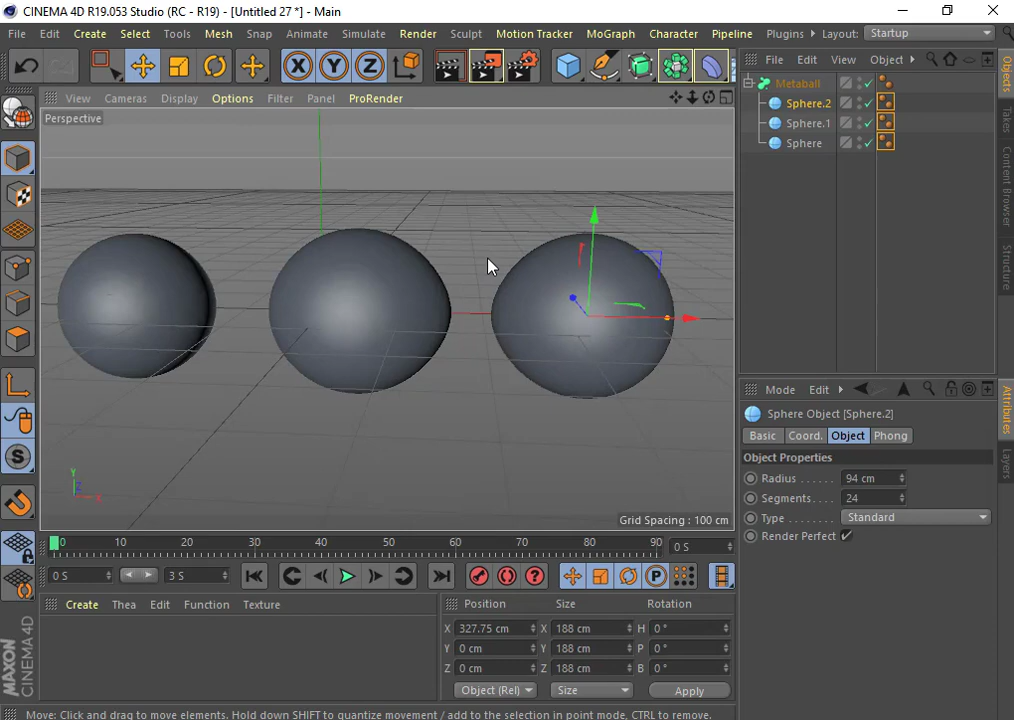 CINEMA 4D R19.053 Studio (RC - R19) - [Untitled 27 *] - Main
File Edit Create Select Tools Mesh Snap Animate Simulate Render Sculpt Motion Tracker MoGraph Character Pipeline Plugins Layout: Startup
X Y Z
File Edit View Object
View Cameras Display Options Filter Panel ProRender
Perspective
Metaball
Sphere.2
Sphere.1
Sphere
Objects
Takes
Content Browser
Structure
Mode Edit
Sphere Object [Sphere.2]
Basic Coord. Object Phong
Object Properties
Radius . . . . . . 94 cm
Segments . . . . 24
Type . . . . . . . . Standard
Render Perfect
Attributes
Layers
Y
Z
X
S
Grid Spacing : 100 cm
0 10 20 30 40 50 60 70 80 90 0 S
0 S 3 S
P
Create Thea Edit Function Texture
Position Size Rotation
X 327.75 cm X 188 cm H 0 °
Y 0 cm Y 188 cm P 0 °
Z 0 cm Z 188 cm B 0 °
Object (Rel) Size Apply
MAXON
CINEMA 4D
Move: Click and drag to move elements. Hold down SHIFT to quantize movement / add to the selection in point mode, CTRL to remove.